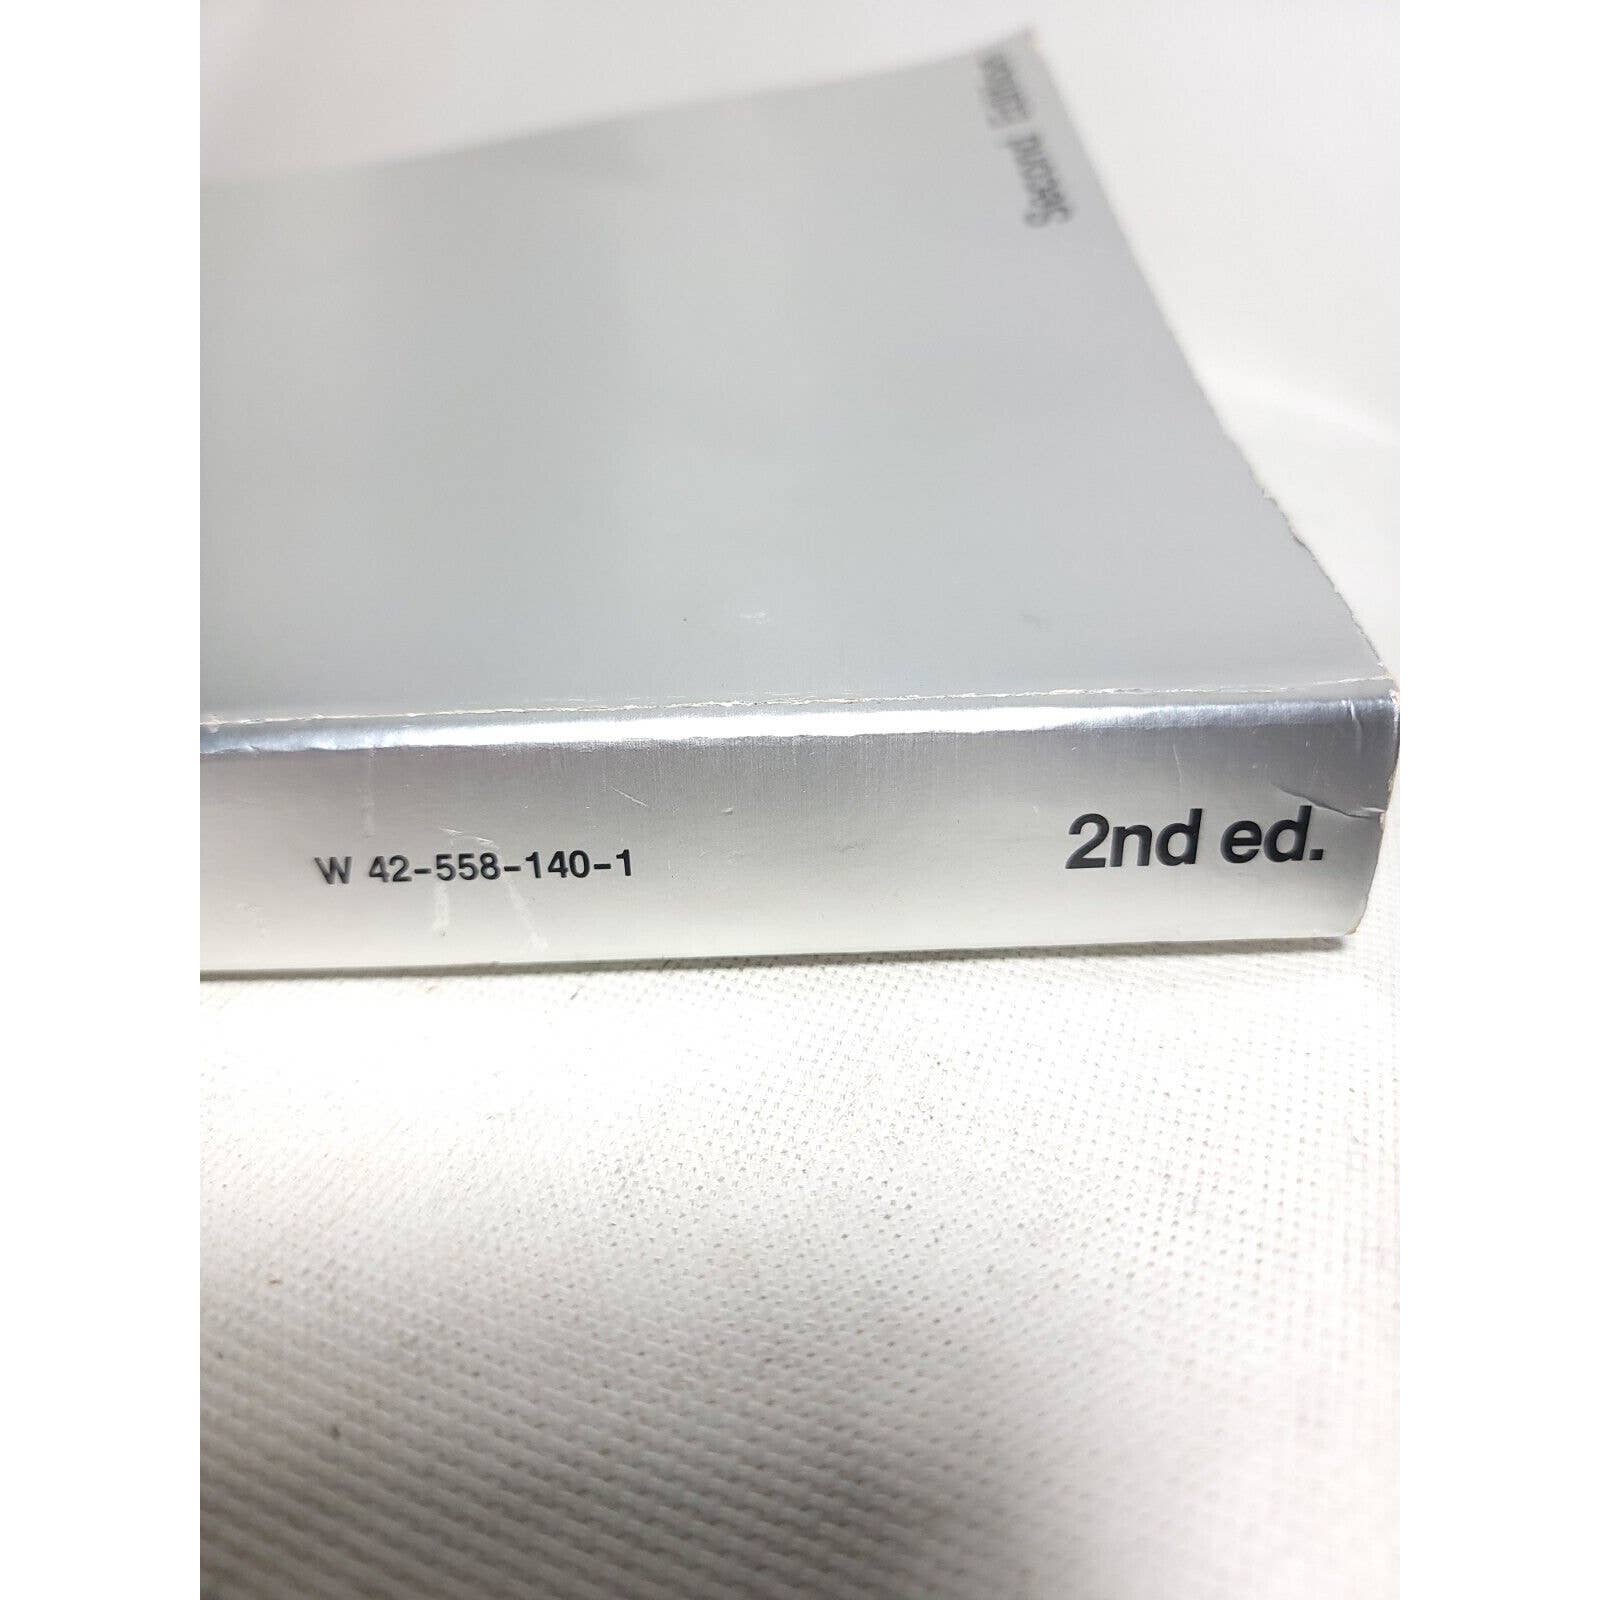 Second Edition
W 42-558-140-1
2nd ed.